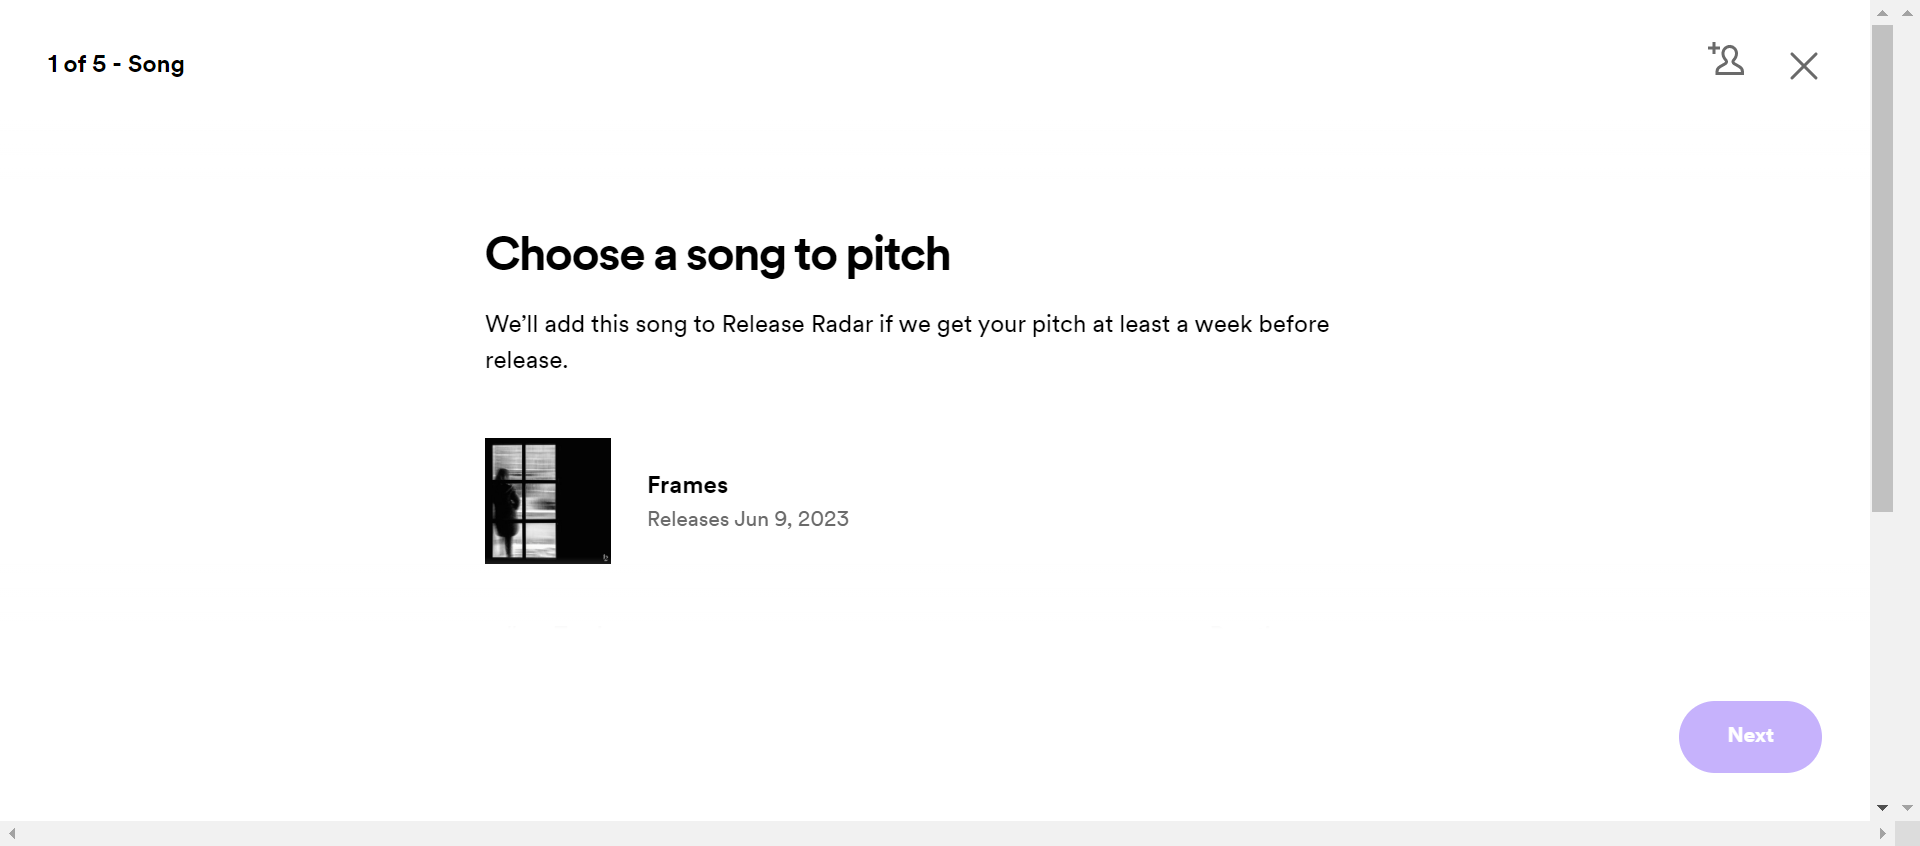 1 of 5 - Song
Choose a song to pitch
We’ll add this song to Release Radar if we get your pitch at least a week before
release.
Frames
Releases Jun 9, 2023
Next